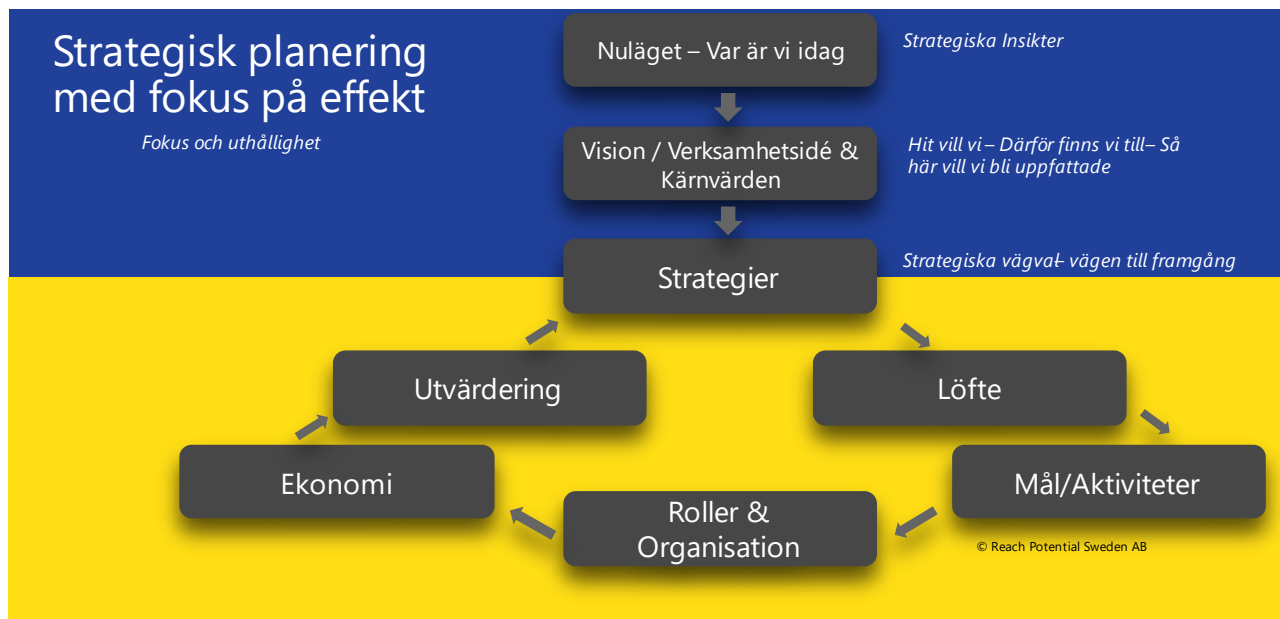 Strategisk planering
med fokus på effekt
Fokus och uthållighet
Nuläget – Var är vi idag
Strategiska Insikter
Vision / Verksamhetsidé &
Kärnvärden
Hit vill vi – Därför finns vi till– Så
här vill vi bli uppfattade
Strategier
Strategiska vägval– vägen till framgång
Utvärdering
Löfte
Ekonomi
Mål/Aktiviteter
Roller &
Organisation
© Reach Potential Sweden AB